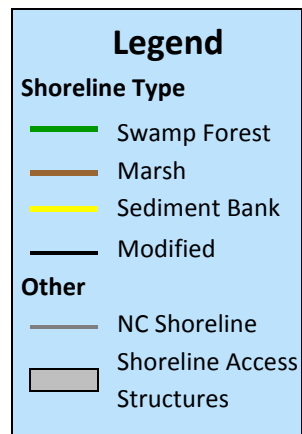 Legend
Shoreline Type
Swamp Forest
Marsh
Sediment Bank
Modified
Other
NC Shoreline
Shoreline Access
Structures